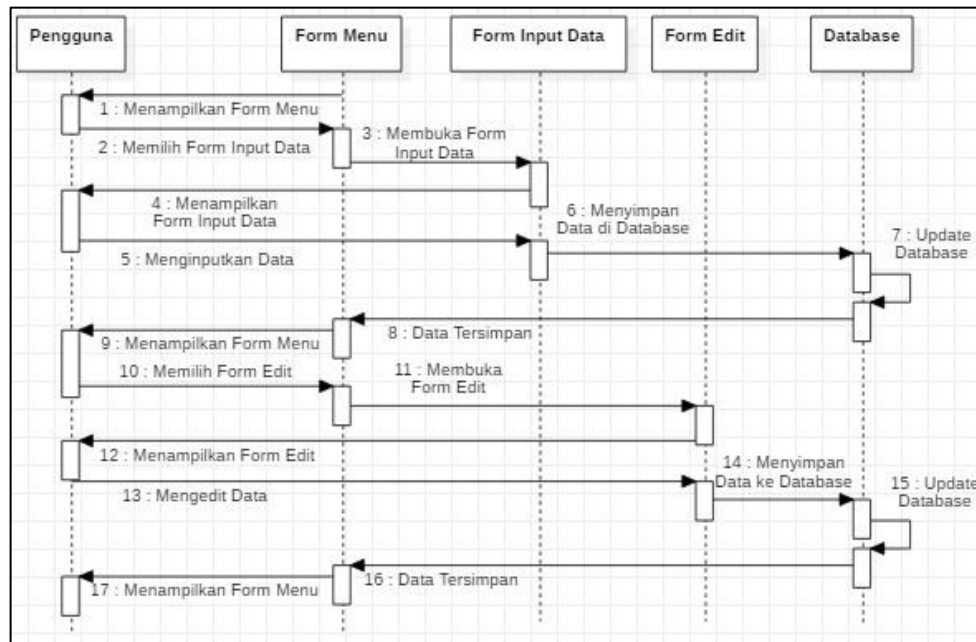 Pengguna
Form Menu
Form Input Data
Form Edit
Database
1 : Menampilkan Form Menu
2 : Memilih Form Input Data
3 : Membuka Form
Input Data
4 : Menampilkan
Form Input Data
5 : Menginputkan Data
6 : Menyimpan
Data di Database
7 : Update
Database
8 : Data Tersimpan
9 : Menampilkan Form Menu
10 : Memilih Form Edit
11 : Membuka
Form Edit
12 : Menampilkan Form Edit
13 : Mengedit Data
14 : Menyimpan
Data ke Database
15 : Update
Database
16 : Data Tersimpan
17 : Menampilkan Form Menu